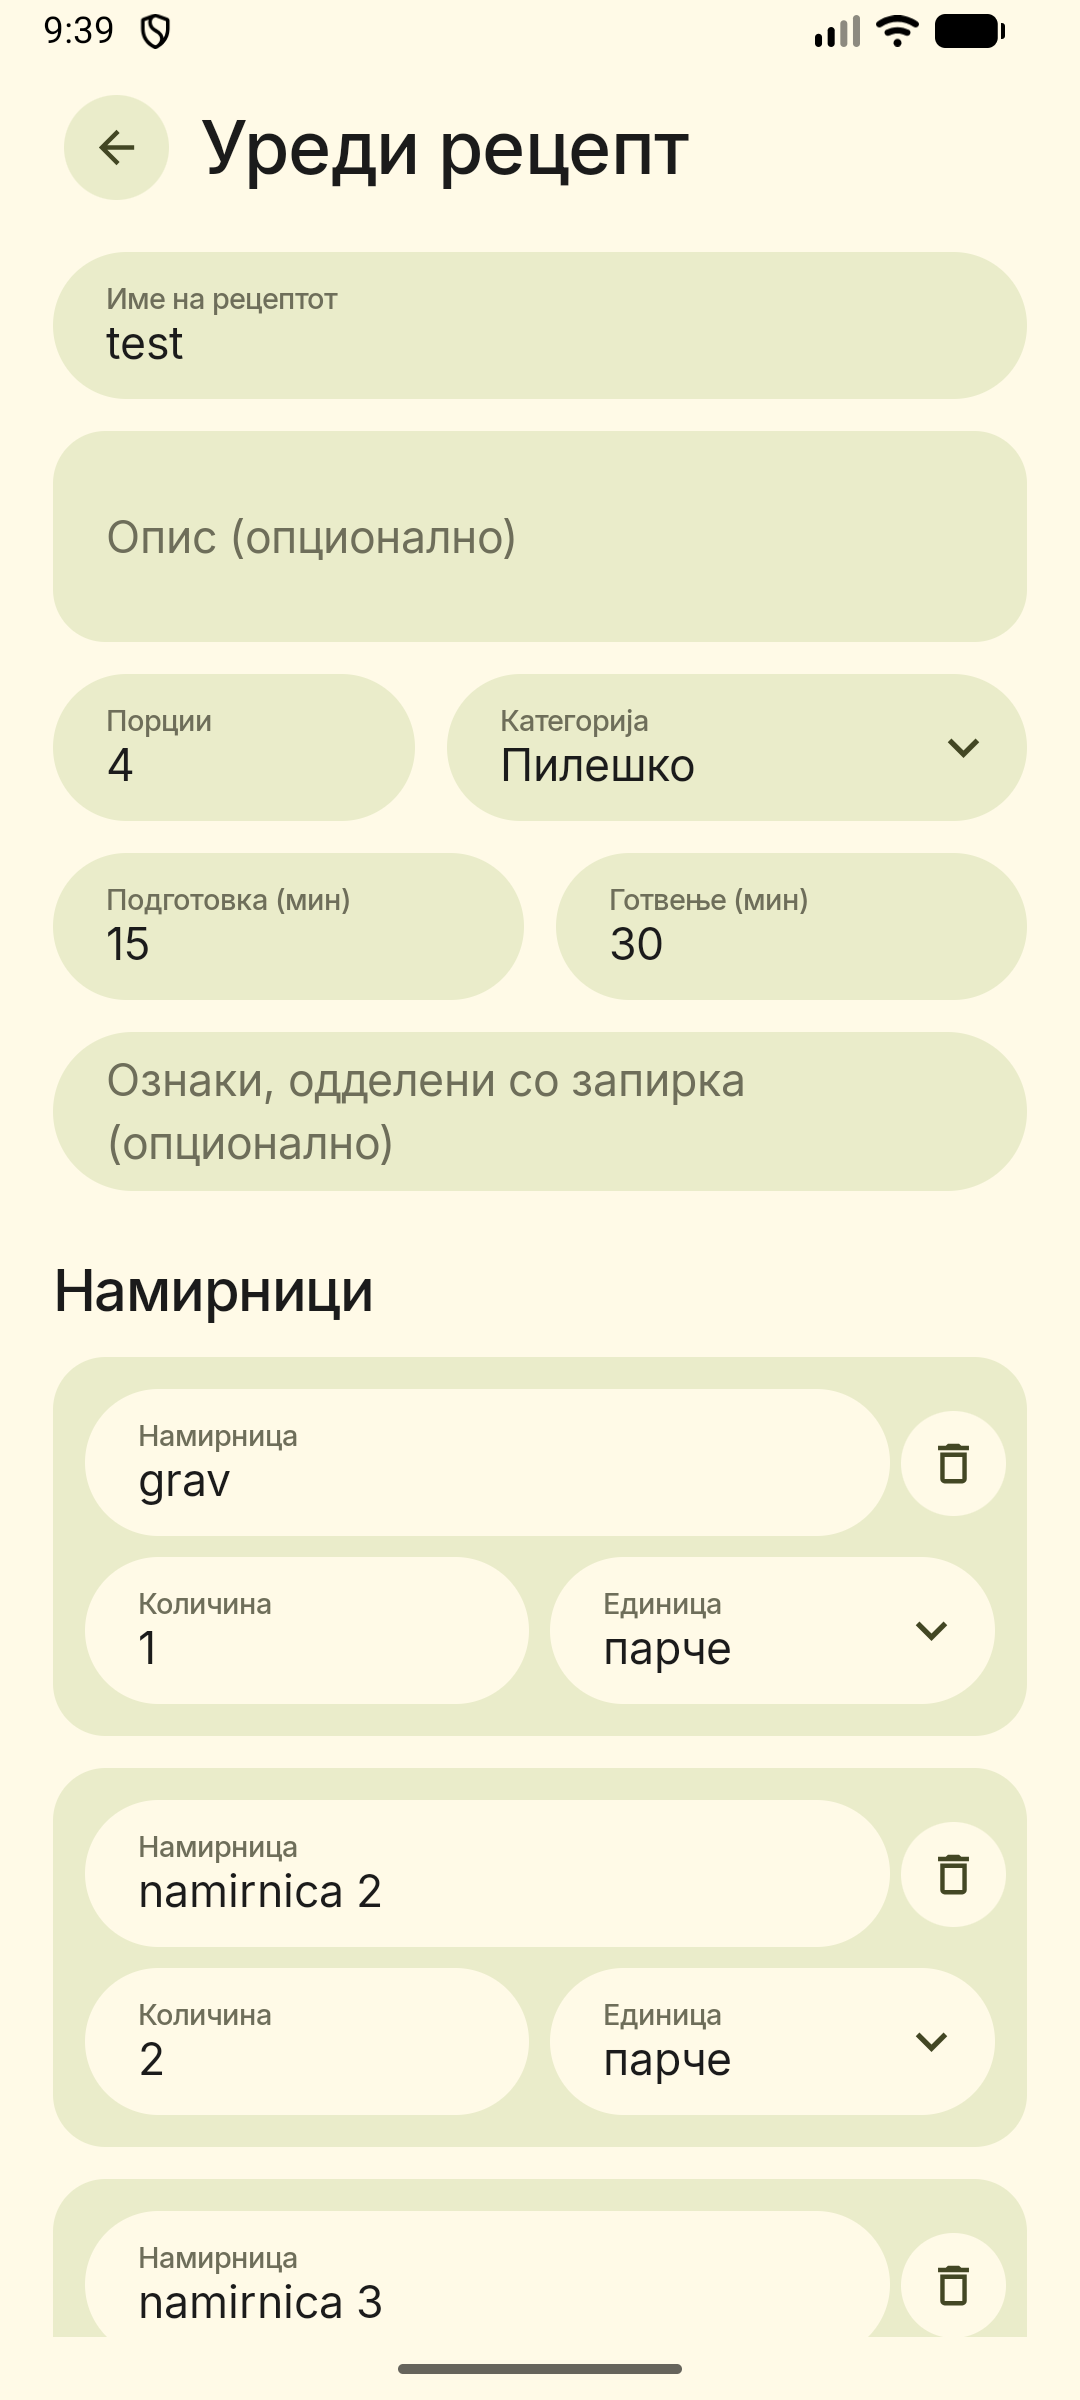 9:39
Уреди рецепт
Име на рецептот
test
Опис (опционално)
Порции
4
Категорија
Пилешко
Подготовка (мин)
15
Готвење (мин)
30
Ознаки, одделени со запирка
(опционално)
Намирници
Намирница
grav
Количина
1
Единица
парче
Намирница
namirnica 2
Количина
2
Единица
парче
Намирница
namirnica 3